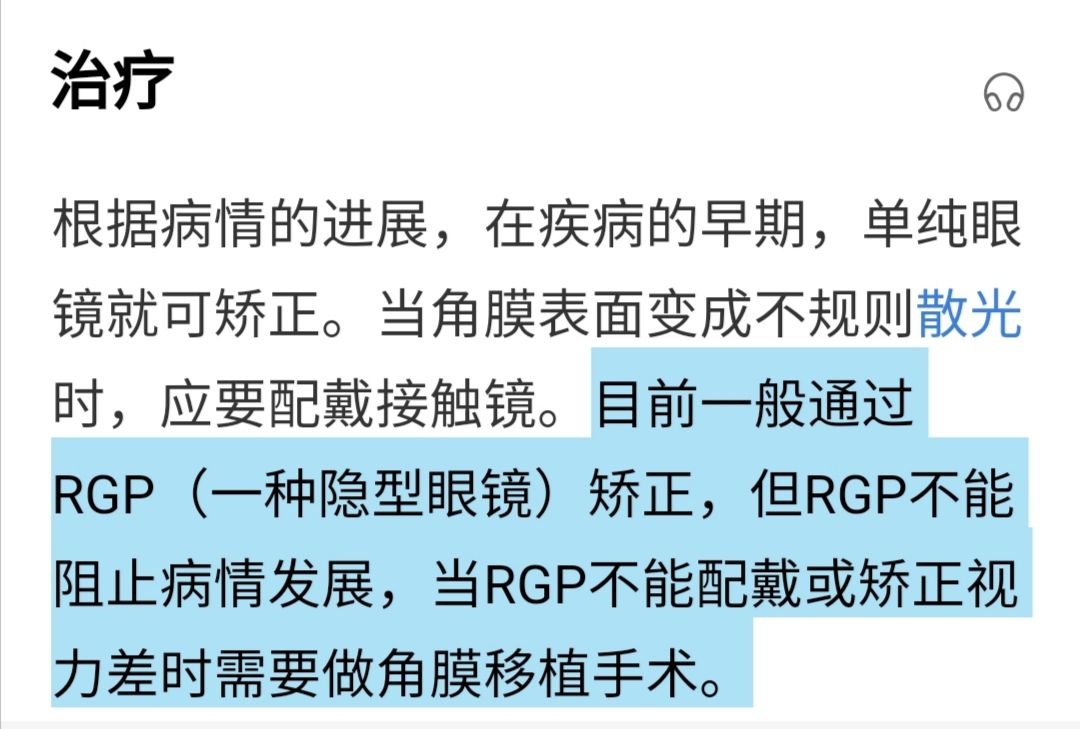 治疗
根据病情的进展，在疾病的早期，单纯眼
镜就可矫正。当角膜表面变成不规则散光
时，应要配戴接触镜。目前一般通过
RGP（一种隐型眼镜）矫正，但RGP不能
阻止病情发展，当RGP不能配戴或矫正视
力差时需要做角膜移植手术。